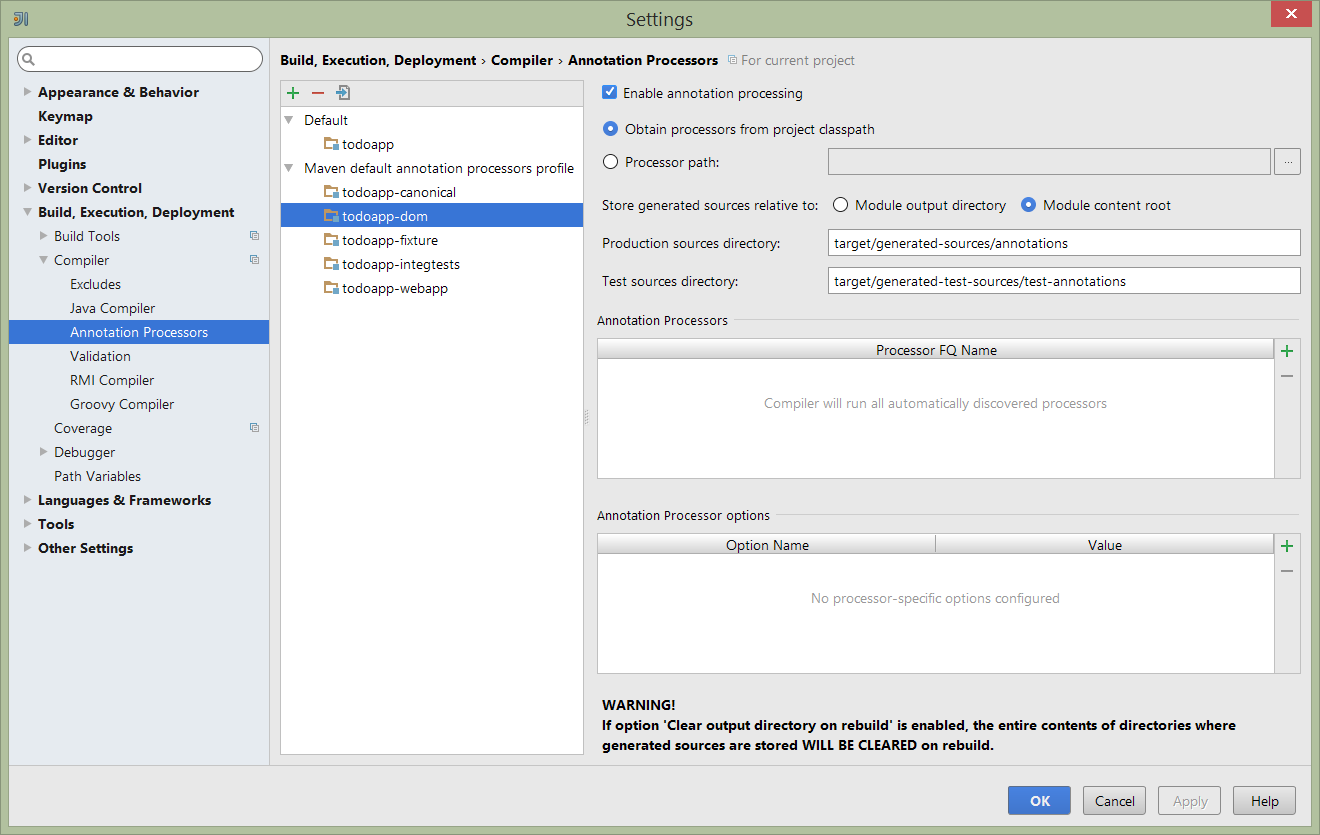 Settings
Build, Execution, Deployment › Compiler › Annotation Processors For current project
Appearance & Behavior
Keymap
Editor
Plugins
Version Control
Build, Execution, Deployment
Build Tools
Compiler
Excludes
Java Compiler
Annotation Processors
Validation
RMI Compiler
Groovy Compiler
Coverage
Debugger
Path Variables
Languages & Frameworks
Tools
Other Settings
Default
todoapp
Maven default annotation processors profile
todoapp-canonical
todoapp-dom
todoapp-fixture
todoapp-integtests
todoapp-webapp
Enable annotation processing
Obtain processors from project classpath
Processor path: ...
Store generated sources relative to: Module output directory Module content root
Production sources directory: target/generated-sources/annotations
Test sources directory: target/generated-test-sources/test-annotations
Annotation Processors
Processor FQ Name
Compiler will run all automatically discovered processors
Annotation Processor options
Option Name Value
No processor-specific options configured
WARNING!
If option 'Clear output directory on rebuild' is enabled, the entire contents of directories where
generated sources are stored WILL BE CLEARED on rebuild.
OK Cancel Apply Help